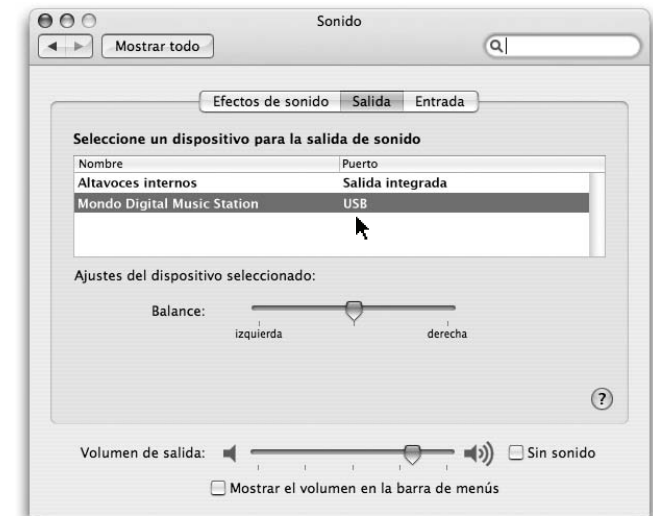 Sonido
Mostrar todo
Efectos de sonido Salida Entrada
Seleccione un dispositivo para la salida de sonido
Nombre Puerto
Altavoces internos Salida integrada
Mondo Digital Music Station USB
Ajustes del dispositivo seleccionado:
Balance:
izquierda derecha
?
Volumen de salida: Sin sonido
Mostrar el volumen en la barra de menús